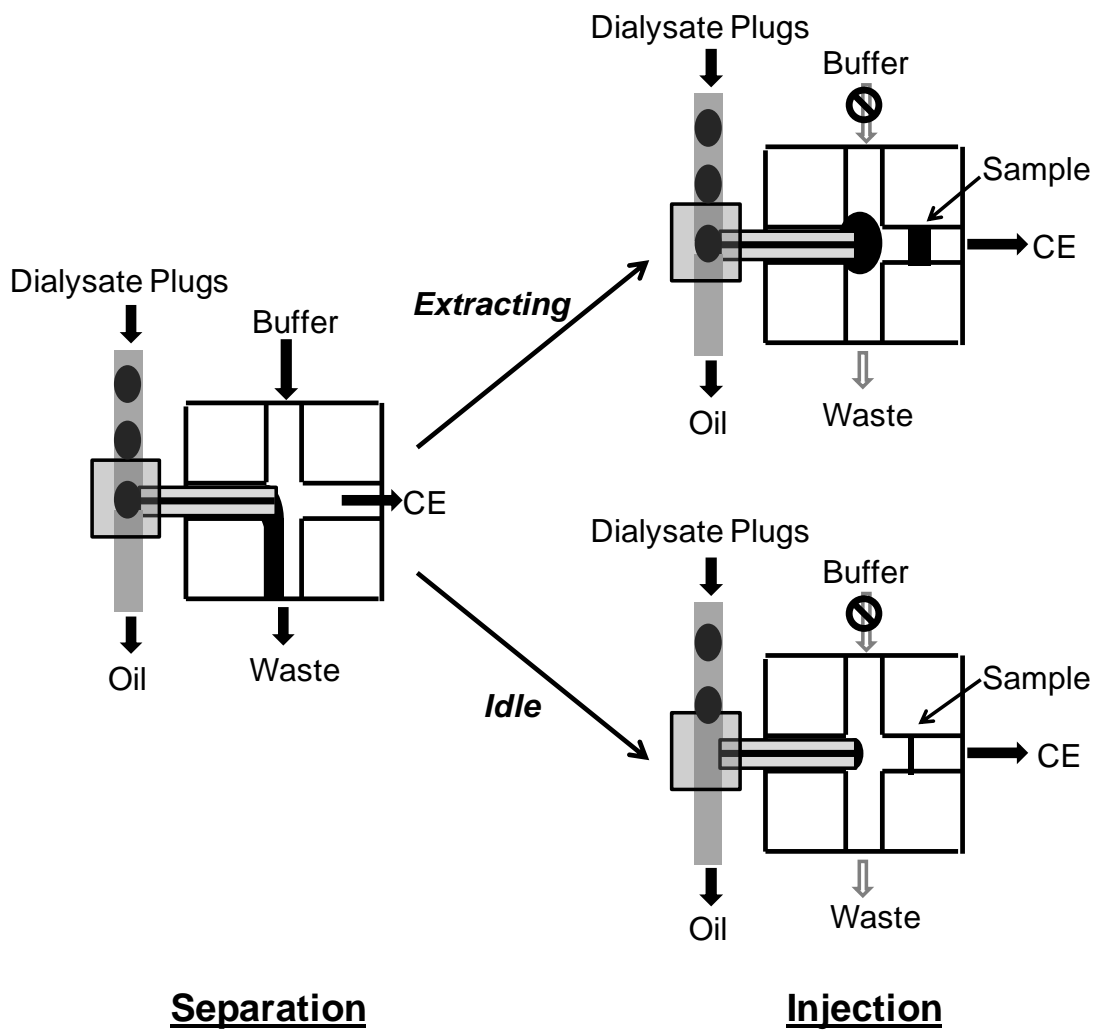 Dialysate Plugs
Buffer
Sample
CE
Oil
Waste
Extracting
Dialysate Plugs
Buffer
CE
Oil
Waste
Idle
Dialysate Plugs
Buffer
Sample
CE
Oil
Waste
Separation
Injection